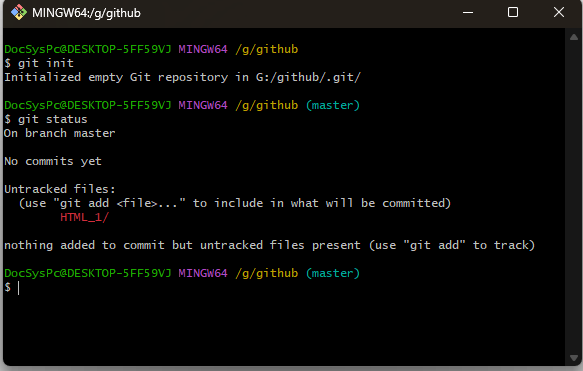 MINGW64:/g/github
DocSysPc@DESKTOP-5FF59VJ MINGW64 /g/github
$ git init
Initialized empty Git repository in G:/github/.git/
DocSysPc@DESKTOP-5FF59VJ MINGW64 /g/github (master)
$ git status
On branch master
No commits yet
Untracked files:
  (use "git add <file>..." to include in what will be committed)
        HTML_1/
nothing added to commit but untracked files present (use "git add" to track)
DocSysPc@DESKTOP-5FF59VJ MINGW64 /g/github (master)
$